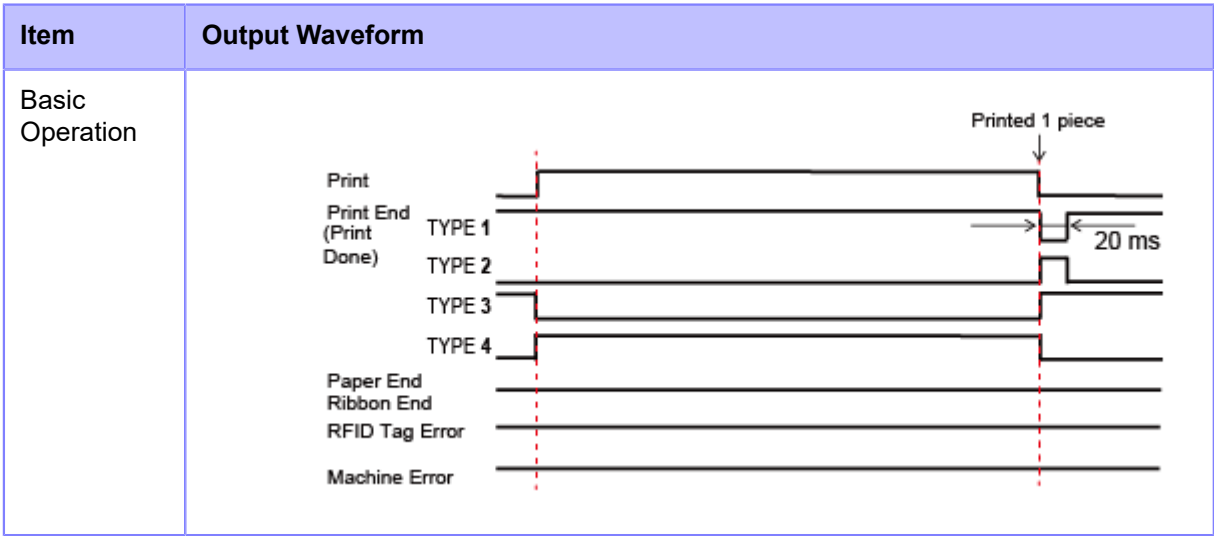 Item
Output Waveform
Basic
Operation
Printed 1 piece
Print
Print End
(Print
Done)
TYPE 1
20 ms
TYPE 2
TYPE 3
TYPE 4
Paper End
Ribbon End
RFID Tag Error
Machine Error